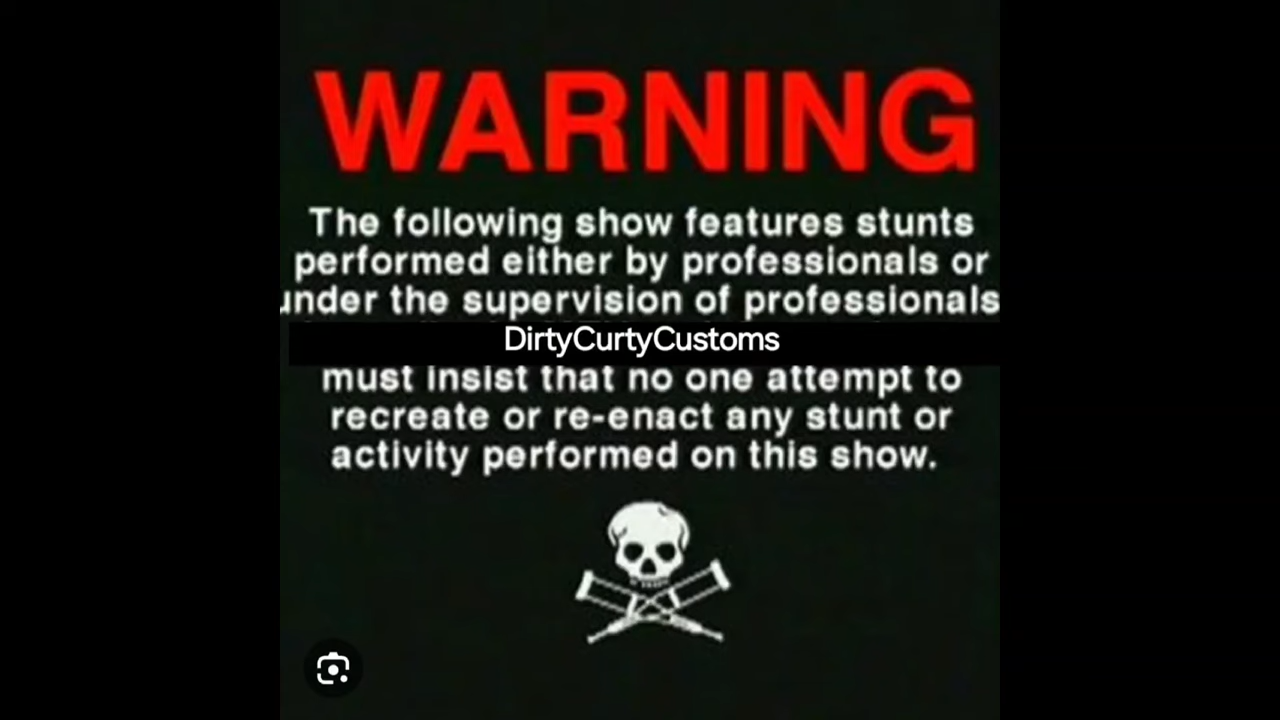 WARNING
The following show features stunts
performed either by professionals or
under the supervision of professionals
DirtyCurtyCustoms
must insist that no one attempt to
recreate or re-enact any stunt or
activity performed on this show.